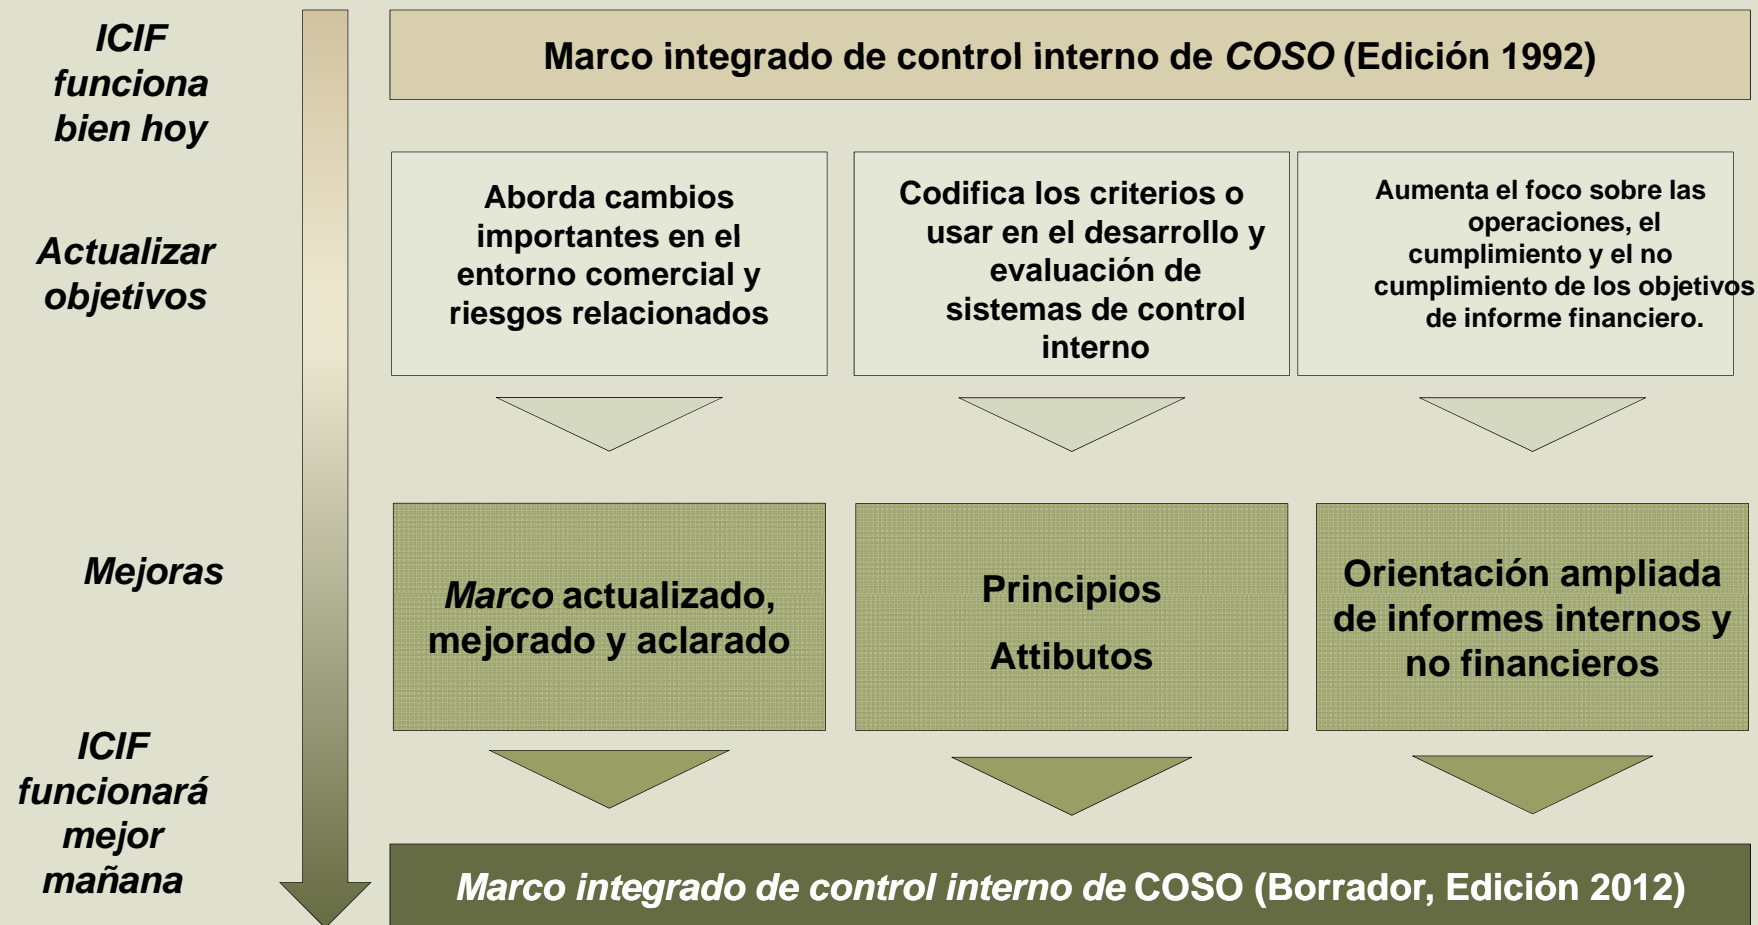 ICIF
funciona
bien hoy
Marco integrado de control interno de COSO (Edición 1992)
Actualizar
objetivos
Aborda cambios
importantes en el
entorno comercial y
riesgos relacionados
Codifica los criterios o
usar en el desarrollo y
evaluación de
sistemas de control
interno
Aumenta el foco sobre las
operaciones, el
cumplimiento y el no
cumplimiento de los objetivos
de informe financiero.
Mejoras
Marco actualizado,
mejorado y aclarado
Principios
Attibutos
Orientación ampliada
de informes internos y
no financieros
ICIF
funcionará
mejor
mañana
Marco integrado de control interno de COSO (Borrador, Edición 2012)